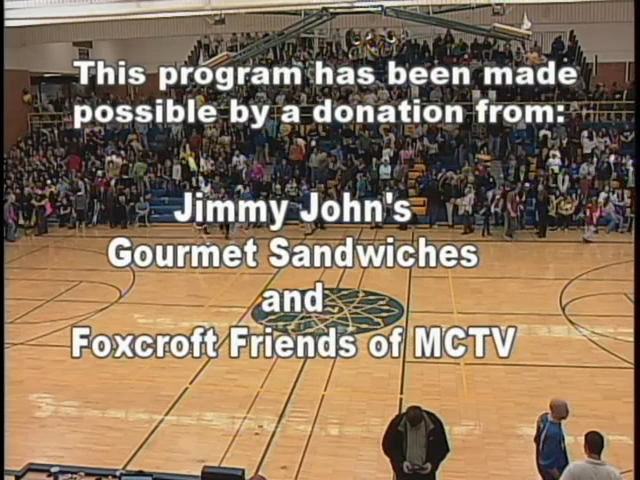 This program has been made
possible by a donation from:
Jimmy John's
Gourmet Sandwiches
and
Foxcroft Friends of MCTV